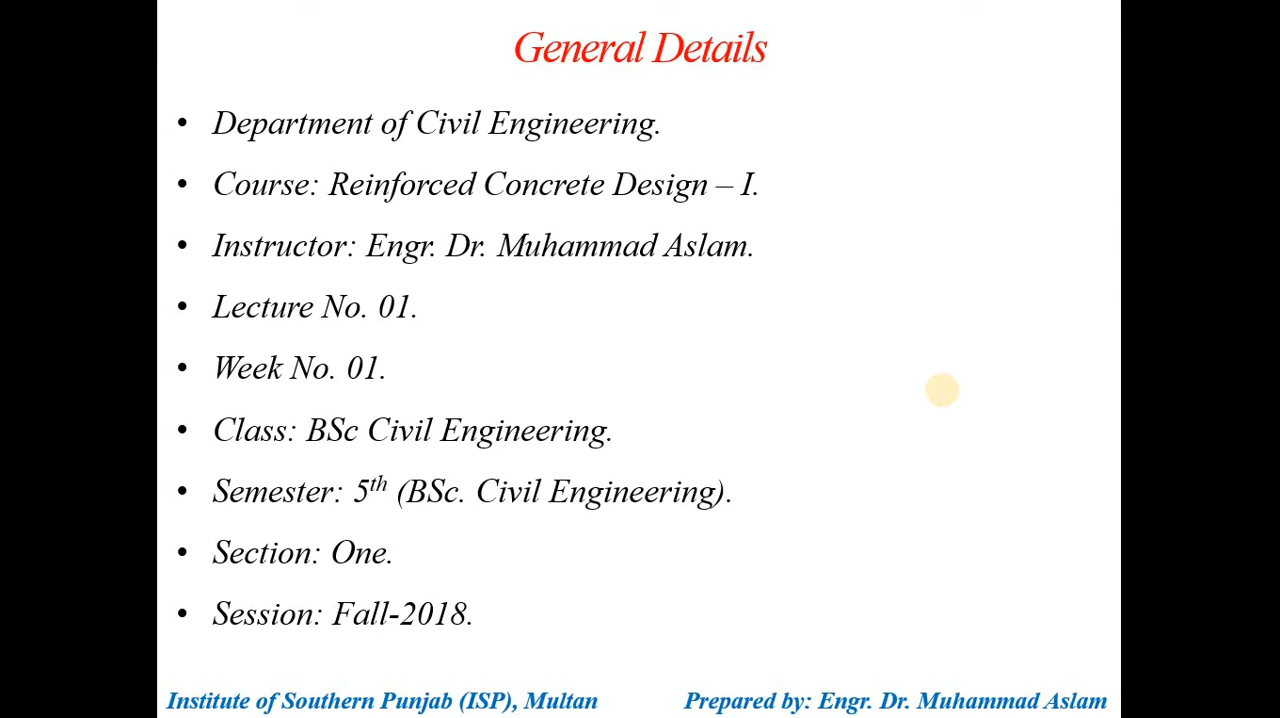 General Details
• Department of Civil Engineering.
• Course: Reinforced Concrete Design – I.
• Instructor: Engr. Dr. Muhammad Aslam.
• Lecture No. 01.
• Week No. 01.
• Class: BSc Civil Engineering.
• Semester: 5th (BSc. Civil Engineering).
• Section: One.
• Session: Fall-2018.
Institute of Southern Punjab (ISP), Multan Prepared by: Engr. Dr. Muhammad Aslam